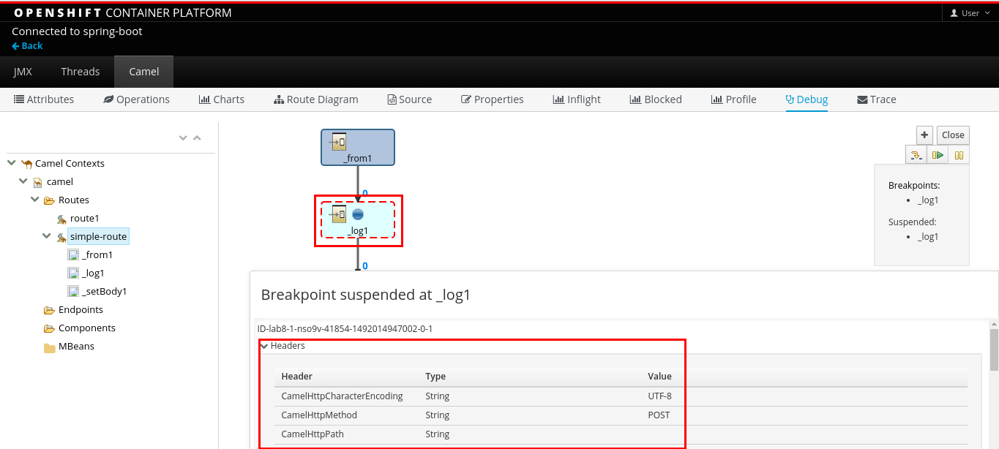 OPENSHIFT CONTAINER PLATFORM
User
Connected to spring-boot
Back
JMX Threads Camel
Attributes Operations Charts Route Diagram Source Properties Inflight Blocked Profile Debug Trace
Camel Contexts
camel
Routes
route1
simple-route
_from1
_log1
_setBody1
Endpoints
Components
MBeans
_from1
0
_log1
0
+ Close
Breakpoints:
• _log1
Suspended:
• _log1
Breakpoint suspended at _log1
ID-lab8-1-nso9v-41854-1492014947002-0-1
Headers
Header Type Value
CamelHttpCharacterEncoding String UTF-8
CamelHttpMethod String POST
CamelHttpPath String